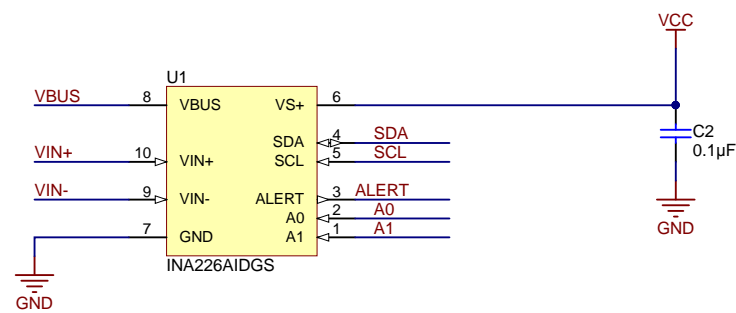 VCC
U1
VBUS 8 VBUS VS+ 6
SDA 4 SDA
VIN+ 10 VIN+ SCL 5 SCL
C2
0.1µF
VIN- 9 VIN- ALERT 3 ALERT
A0 2 A0
7 GND A1 1 A1
GND
INA226AIDGS
GND